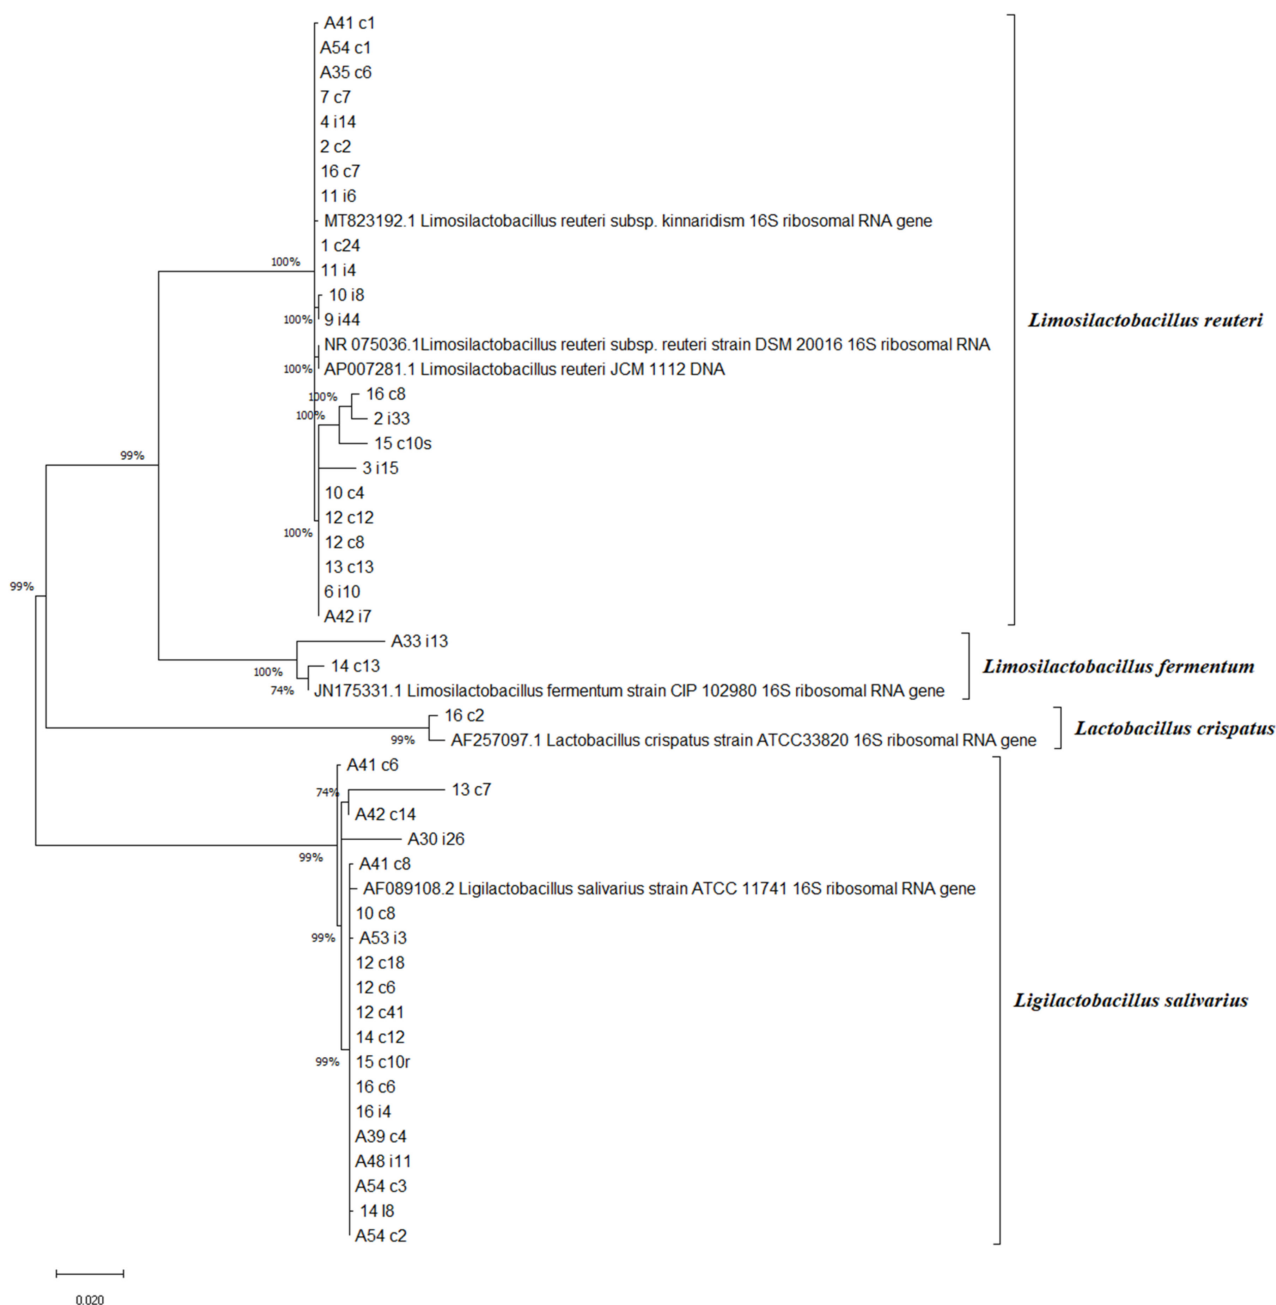 A41 c1
A54 c1
A35 c6
7 c7
4 i14
2 c2
16 c7
11 i6
MT823192.1 Limosilactobacillus reuteri subsp. kinnaridism 16S ribosomal RNA gene
1 c24
100%
11 i4
10 i8
100%
9 i44
Limosilactobacillus reuteri
NR 075036.1Limosilactobacillus reuteri subsp. reuteri strain DSM 20016 16S ribosomal RNA
100%
AP007281.1 Limosilactobacillus reuteri JCM 1112 DNA
100%
16 c8
100%
2 i33
15 c10s
99%
3 i15
10 c4
12 c12
100%
12 c8
13 c13
99%
6 i10
A42 i7
A33 i13
100%
14 c13
Limosilactobacillus fermentum
74%
JN175331.1 Limosilactobacillus fermentum strain CIP 102980 16S ribosomal RNA gene
16 c2
Lactobacillus crispatus
99%
AF257097.1 Lactobacillus crispatus strain ATCC33820 16S ribosomal RNA gene
A41 c6
74%
13 c7
A42 c14
A30 i26
99%
A41 c8
AF089108.2 Ligilactobacillus salivarius strain ATCC 11741 16S ribosomal RNA gene
10 c8
99%
A53 i3
12 c18
12 c6
Ligilactobacillus salivarius
12 c41
14 c12
99%
15 c10r
16 c6
16 i4
A39 c4
A48 i11
A54 c3
14 I8
A54 c2
0.020